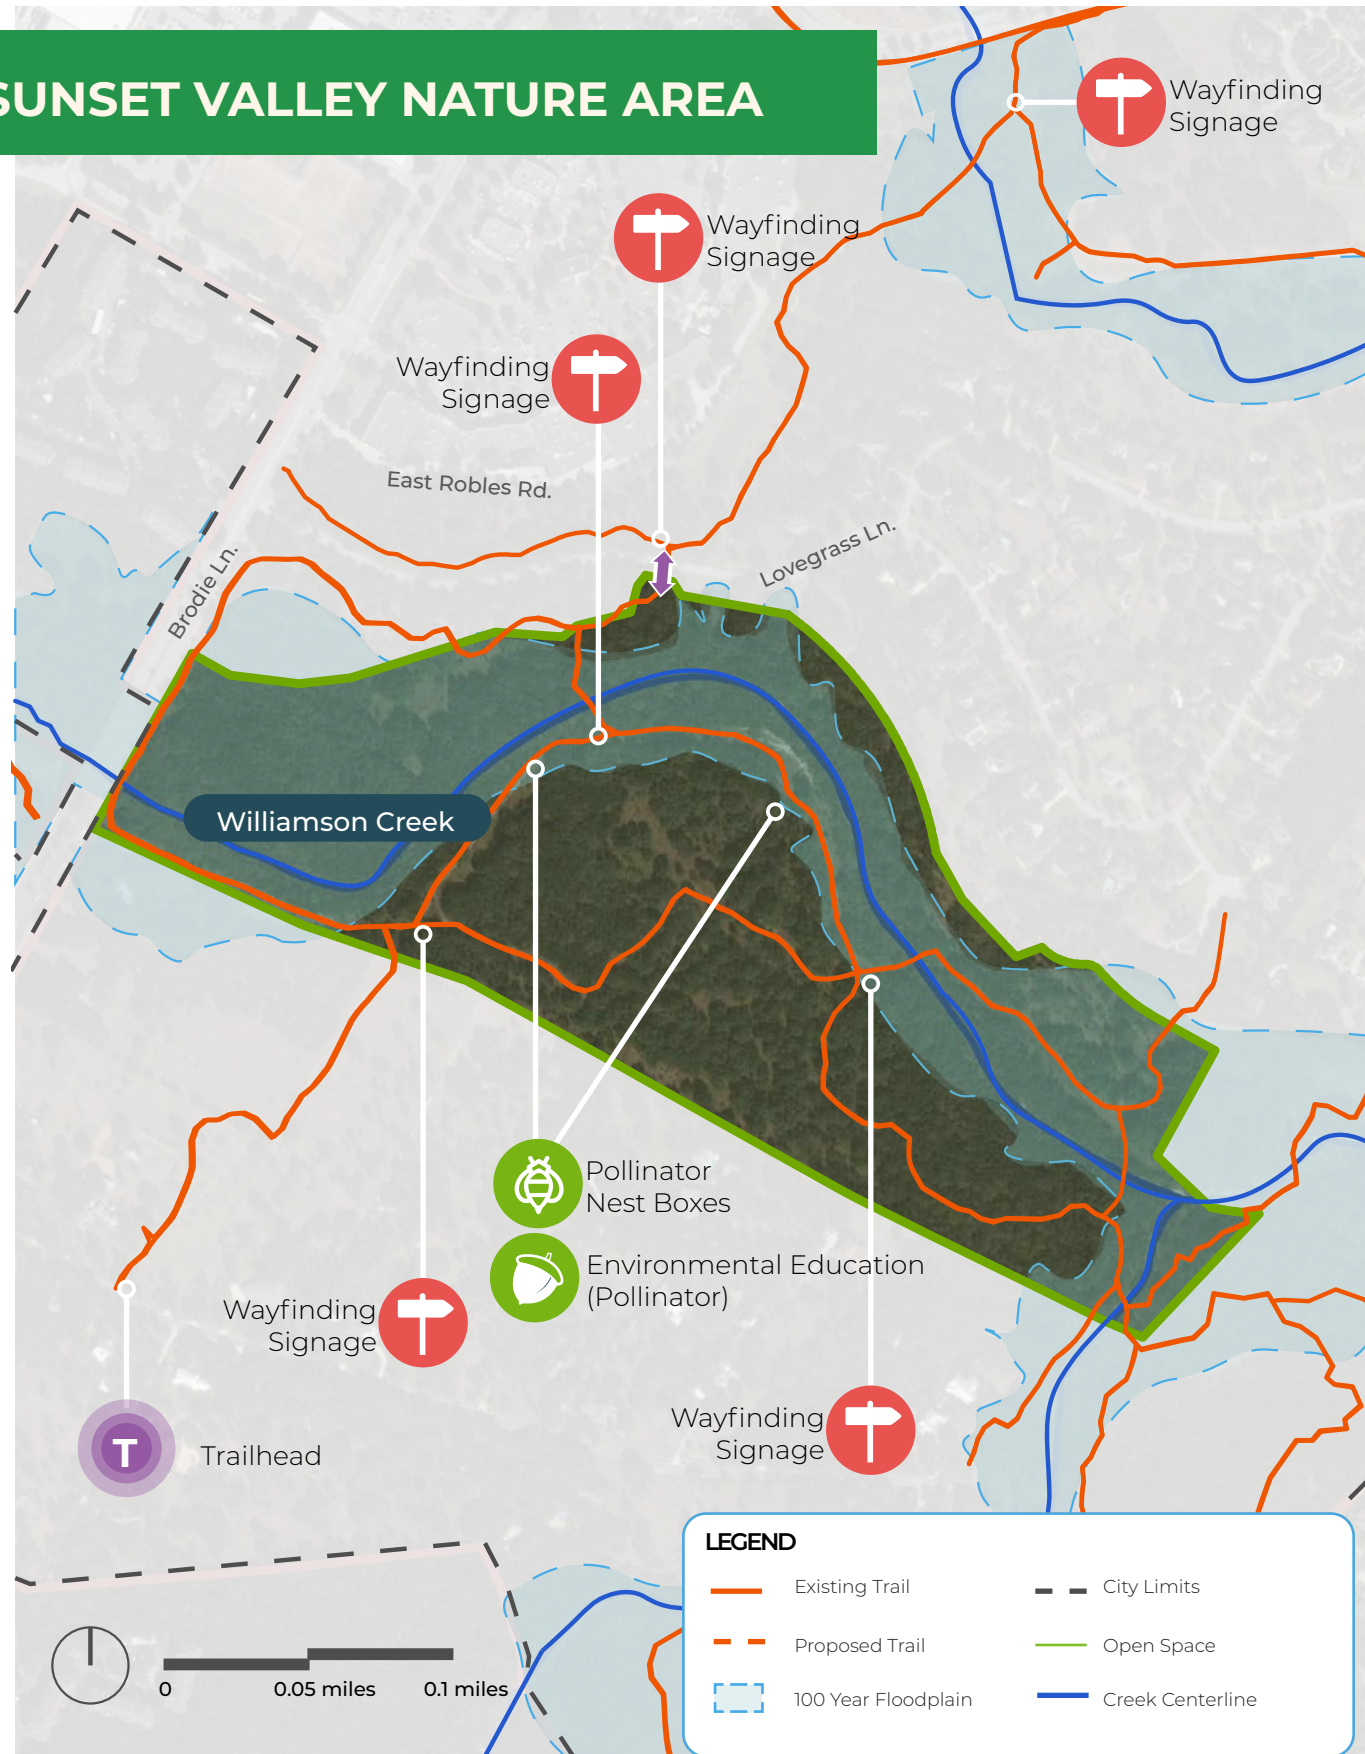 SUNSET VALLEY NATURE AREA
Wayfinding
Signage
Wayfinding
Signage
Wayfinding
Signage
East Robles Rd.
Lovegrass Ln.
Brodie Ln.
Williamson Creek
Pollinator
Nest Boxes
Environmental Education
(Pollinator)
Wayfinding
Signage
Wayfinding
Signage
T
Trailhead
LEGEND
Existing Trail
City Limits
Proposed Trail
Open Space
100 Year Floodplain
Creek Centerline
0
0.05 miles
0.1 miles